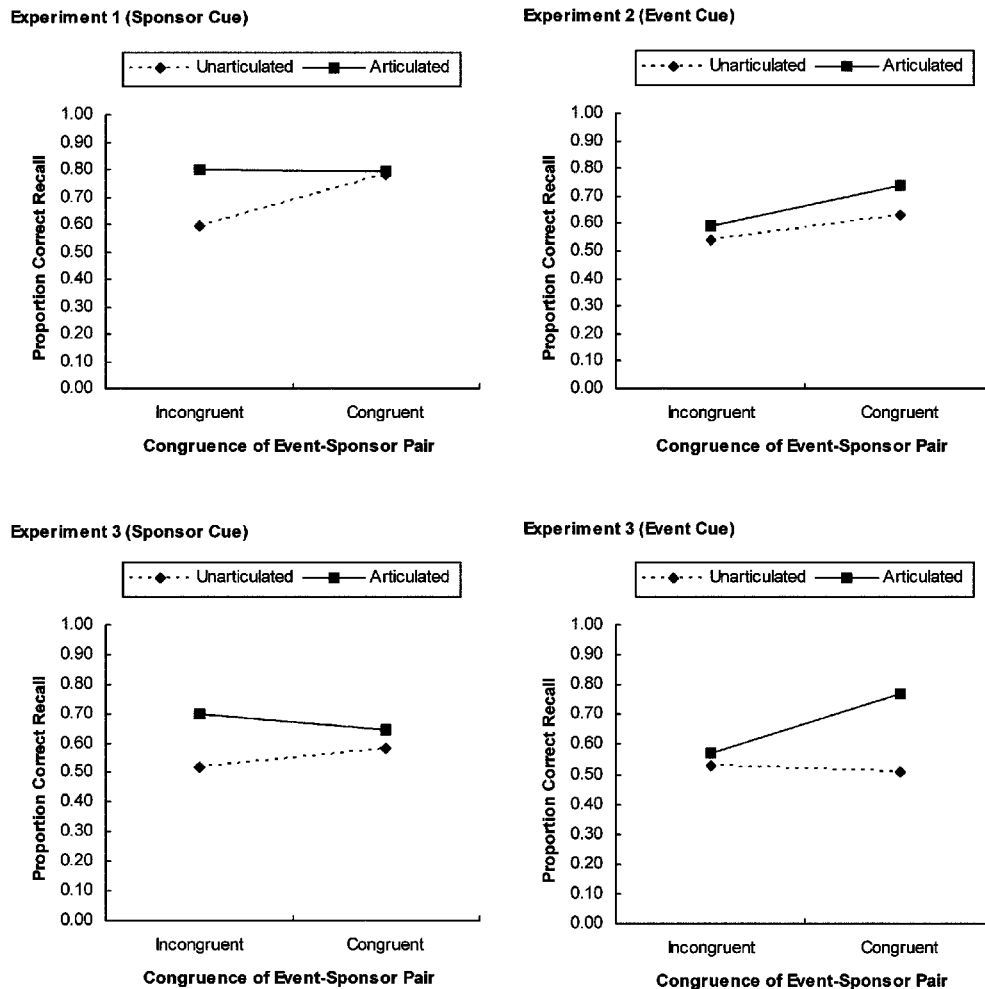 Experiment 1 (Sponsor Cue)
Unarticulated Articulated
1.00
0.90
0.80
0.70
0.60
0.50
0.40
0.30
0.20
0.10
0.00
Proportion Correct Recall
Incongruent Congruent
Congruence of Event-Sponsor Pair
Experiment 2 (Event Cue)
Unarticulated Articulated
1.00
0.90
0.80
0.70
0.60
0.50
0.40
0.30
0.20
0.10
0.00
Proportion Correct Recall
Incongruent Congruent
Congruence of Event-Sponsor Pair
Experiment 3 (Sponsor Cue)
Unarticulated Articulated
1.00
0.90
0.80
0.70
0.60
0.50
0.40
0.30
0.20
0.10
0.00
Proportion Correct Recall
Incongruent Congruent
Congruence of Event-Sponsor Pair
Experiment 3 (Event Cue)
Unarticulated Articulated
1.00
0.90
0.80
0.70
0.60
0.50
0.40
0.30
0.20
0.10
0.00
Proportion Correct Recall
Incongruent Congruent
Congruence of Event-Sponsor Pair